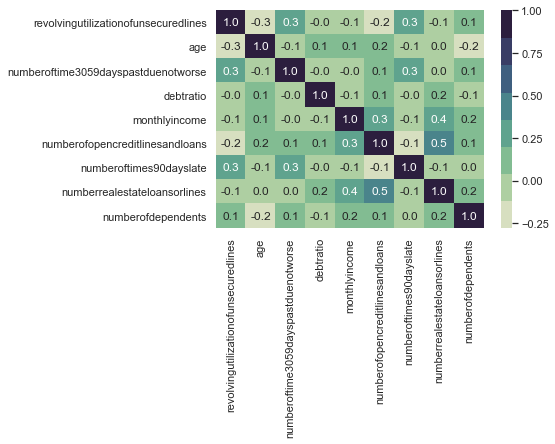 revolvingutilizationofunsecuredlines 1.0 -0.3 0.3 -0.0 -0.1 -0.2 0.3 -0.1 0.1
age -0.3 1.0 -0.1 0.1 0.1 0.2 -0.1 0.0 -0.2
numberoftime3059dayspastduenotworse 0.3 -0.1 1.0 -0.0 -0.0 0.1 0.3 0.0 0.1
debtratio -0.0 0.1 -0.0 1.0 -0.1 0.1 -0.0 0.2 -0.1
monthlyincome -0.1 0.1 -0.0 -0.1 1.0 0.3 -0.1 0.4 0.2
numberofopencreditlinesandloans -0.2 0.2 0.1 0.1 0.3 1.0 -0.1 0.5 0.1
numberoftimes90dayslate 0.3 -0.1 0.3 -0.0 -0.1 -0.1 1.0 -0.1 0.0
numberrealestateloansorlines -0.1 0.0 0.0 0.2 0.4 0.5 -0.1 1.0 0.2
numberofdependents 0.1 -0.2 0.1 -0.1 0.2 0.1 0.0 0.2 1.0
revolvingutilizationofunsecuredlines
age
numberoftime3059dayspastduenotworse
debtratio
monthlyincome
numberofopencreditlinesandloans
numberoftimes90dayslate
numberrealestateloansorlines
numberofdependents
1.00
0.75
0.50
0.25
0.00
-0.25